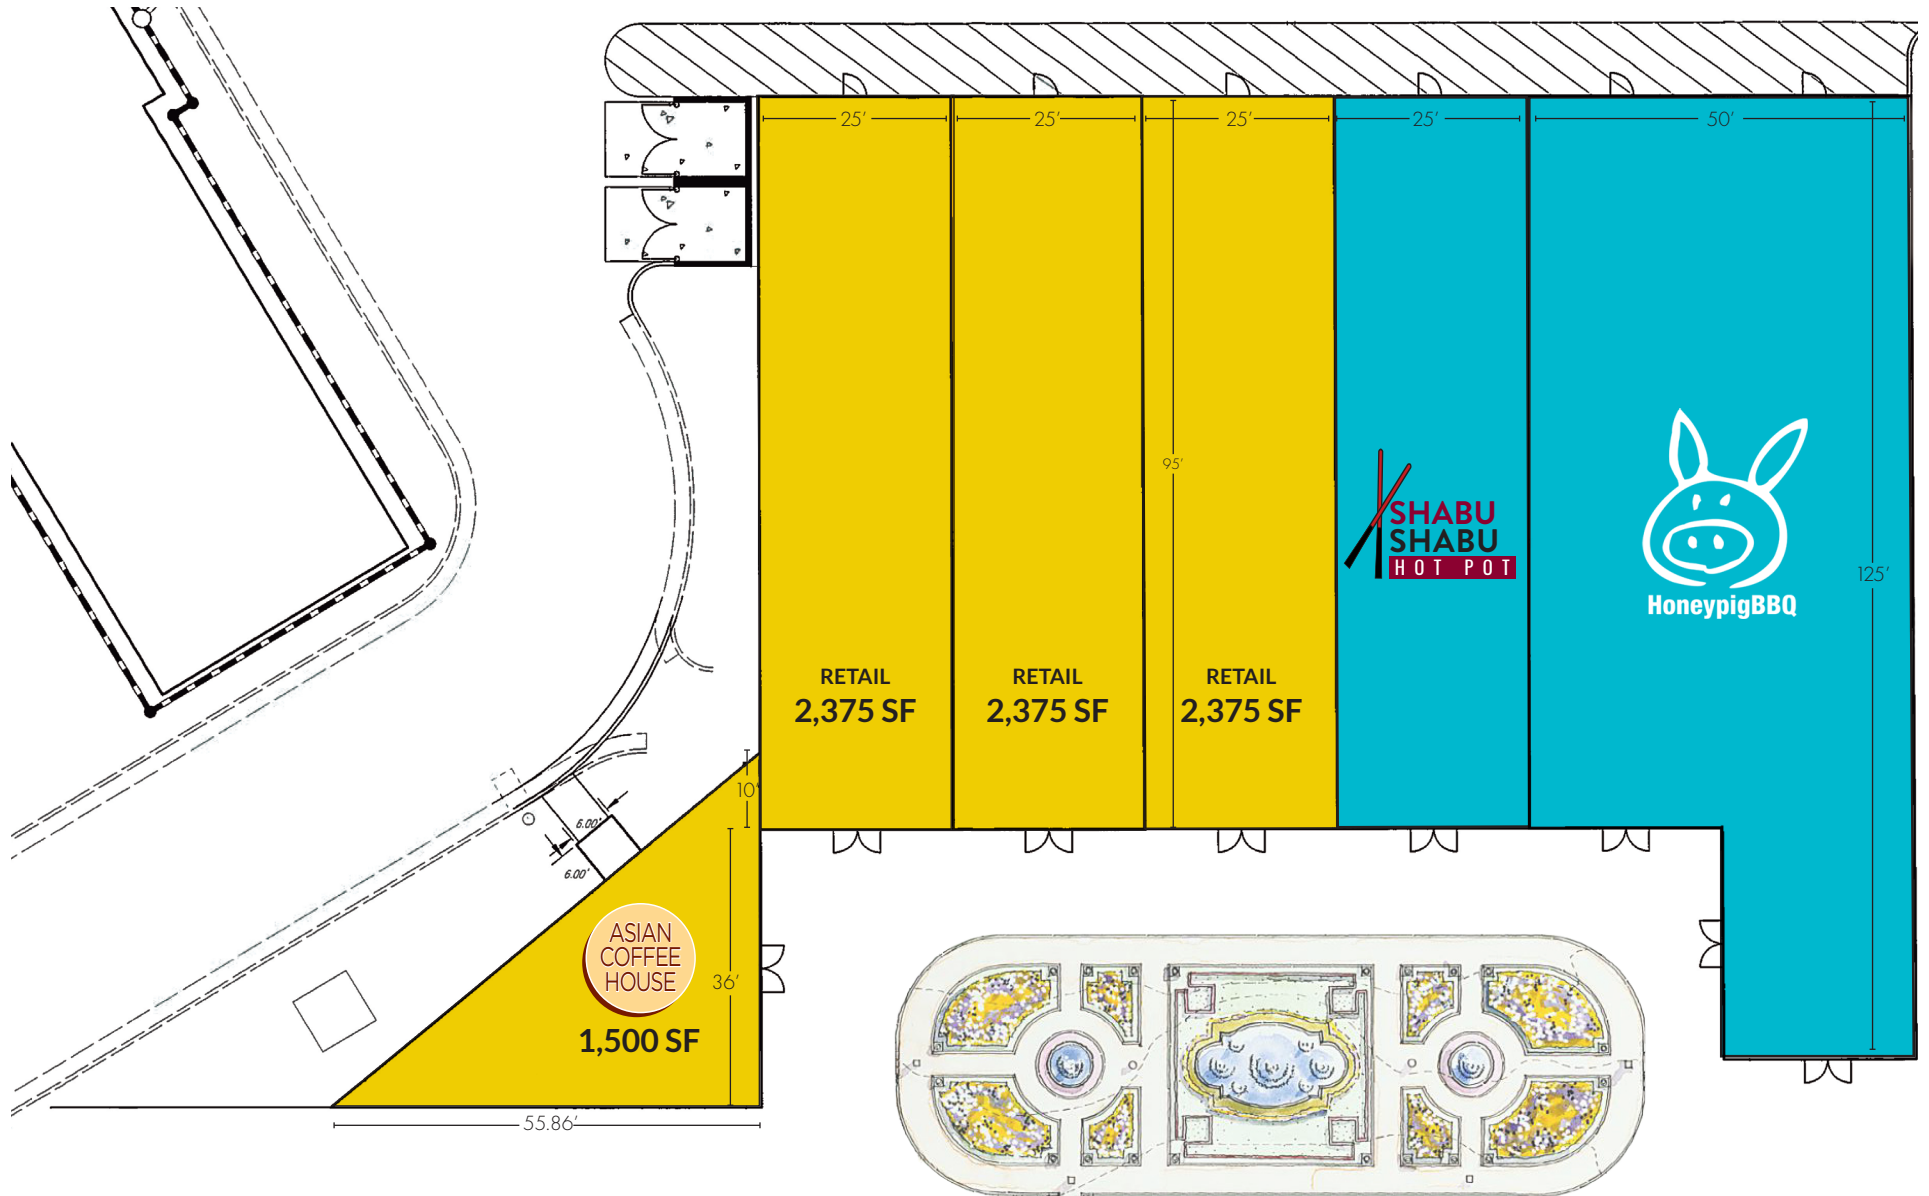 25’
25’
25’
25’
50’
95’
125’
SHABU
SHABU
HOT POT
HoneypigBBQ
RETAIL
2,375 SF
RETAIL
2,375 SF
RETAIL
2,375 SF
10’
6.00'
6.00'
36’
ASIAN
COFFEE
HOUSE
1,500 SF
55.86’